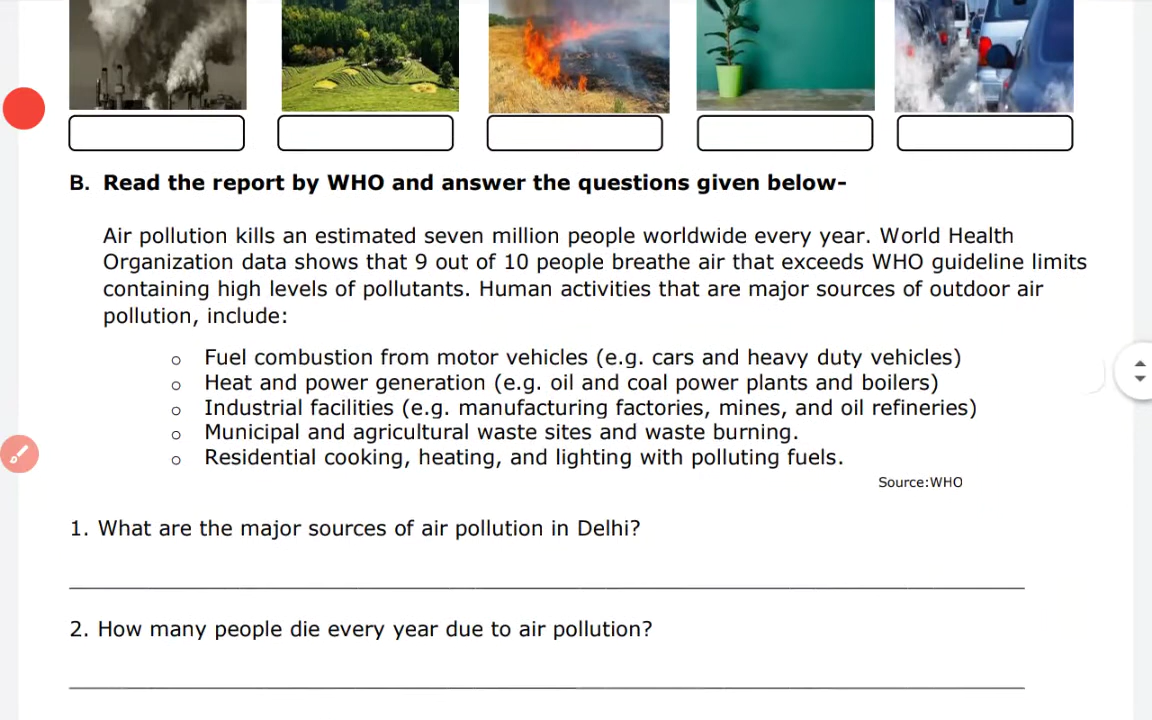 B. Read the report by WHO and answer the questions given below-
Air pollution kills an estimated seven million people worldwide every year. World Health
Organization data shows that 9 out of 10 people breathe air that exceeds WHO guideline limits
containing high levels of pollutants. Human activities that are major sources of outdoor air
pollution, include:
o Fuel combustion from motor vehicles (e.g. cars and heavy duty vehicles)
o Heat and power generation (e.g. oil and coal power plants and boilers)
o Industrial facilities (e.g. manufacturing factories, mines, and oil refineries)
o Municipal and agricultural waste sites and waste burning.
o Residential cooking, heating, and lighting with polluting fuels.
Source:WHO
1. What are the major sources of air pollution in Delhi?
2. How many people die every year due to air pollution?